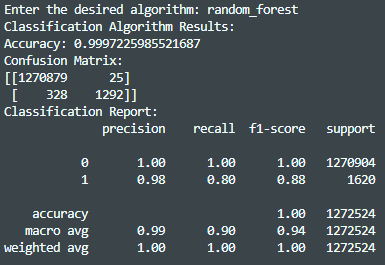 Enter the desired algorithm: random_forest
Classification Algorithm Results:
Accuracy: 0.9997225985521687
Confusion Matrix:
[[1270879      25]
 [    328    1292]]
Classification Report:
              precision    recall  f1-score   support

           0       1.00      1.00      1.00   1270904
           1       0.98      0.80      0.88      1620

    accuracy                           1.00   1272524
   macro avg       0.99      0.90      0.94   1272524
weighted avg       1.00      1.00      1.00   1272524